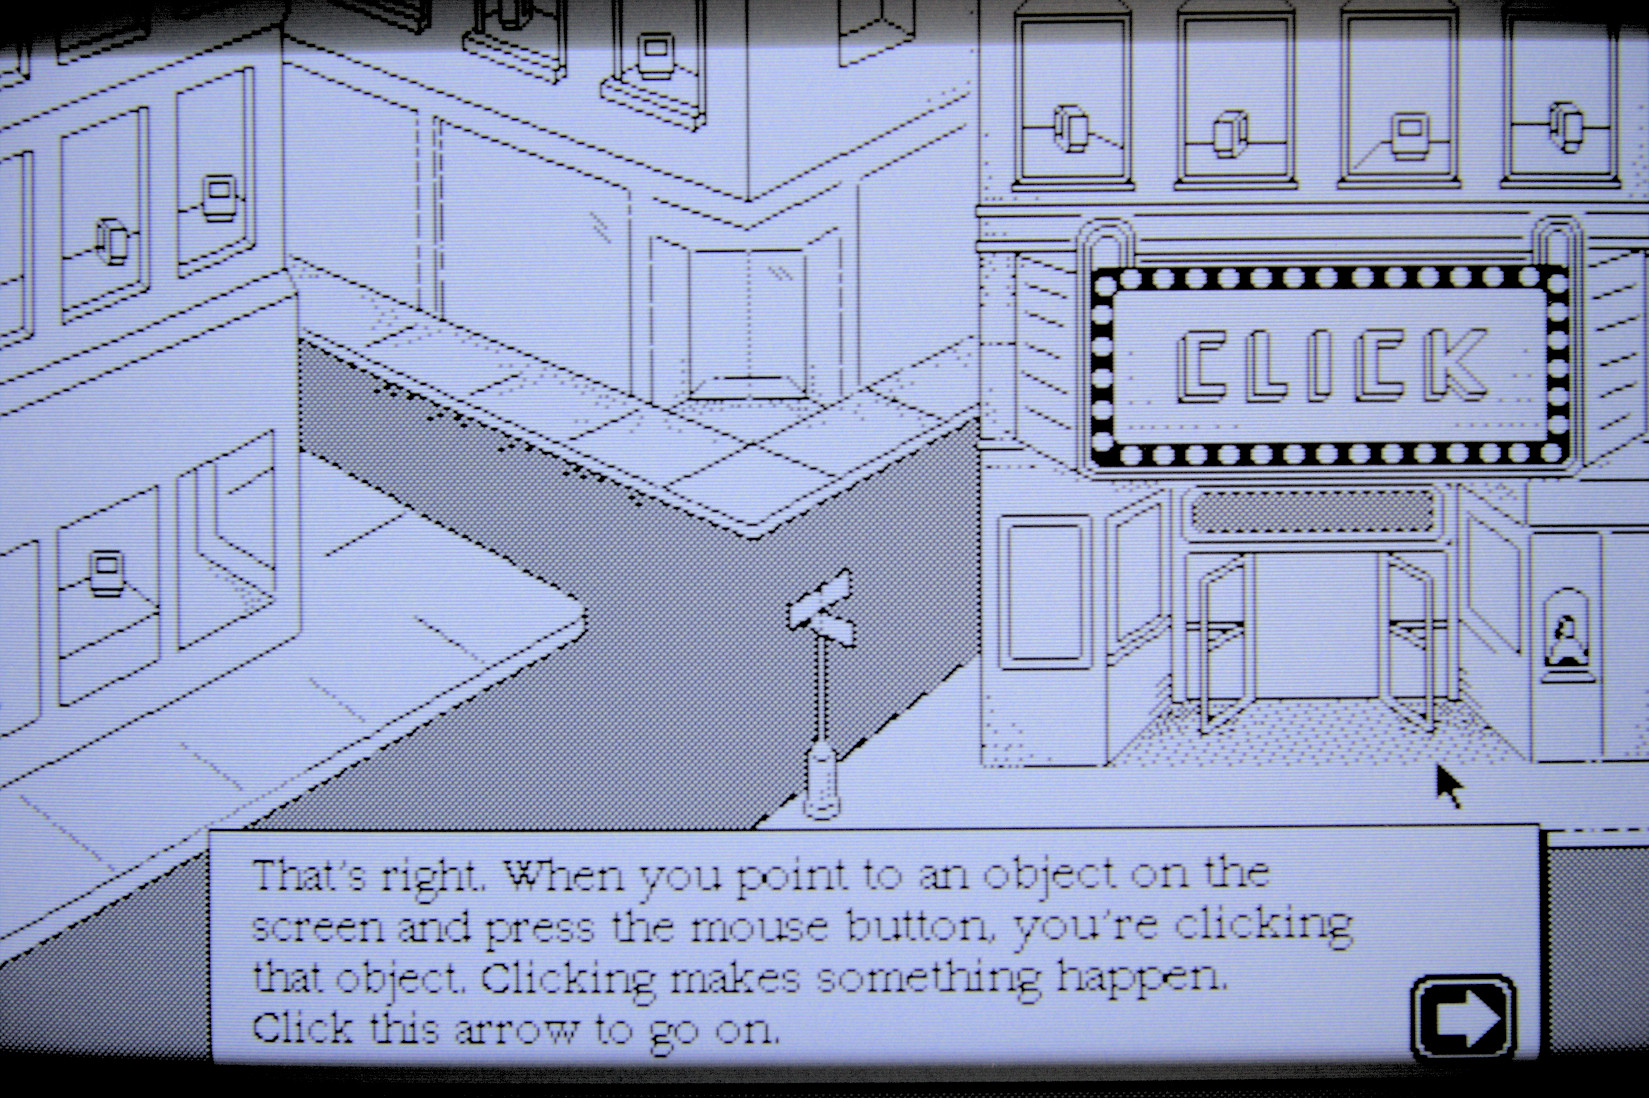 CLICK
That's right. When you point to an object on the
screen and press the mouse button, you're clicking
that object. Clicking makes something happen.
Click this arrow to go on.